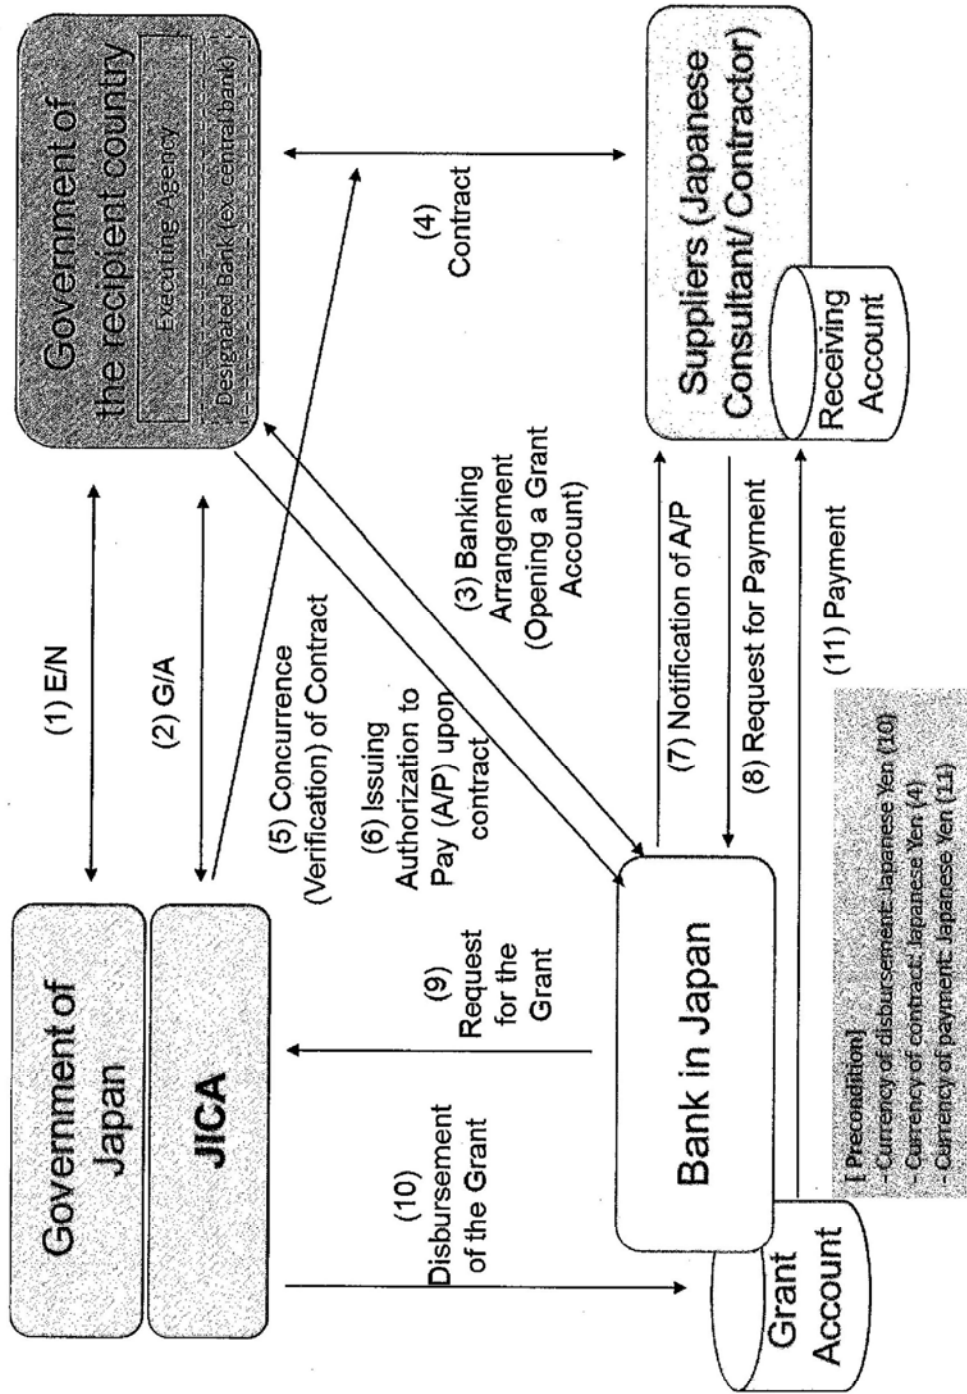 Government of
Japan
JICA
(1) E/N
(2) G/A
Government of
the recipient country
Executing Agency
Designated Bank (ex. central bank)
(5) Concurrence
(Verification) of Contract
(6) Issuing
Authorization to
Pay (A/P) upon
contract
(3) Banking
Arrangement
(Opening a Grant
Account)
(4)
Contract
(9)
Request
for the
Grant
(10)
Disbursement
of the Grant
Bank in Japan
Grant
Account
(7) Notification of A/P
(8) Request for Payment
(11) Payment
Suppliers (Japanese
Consultant/ Contractor)
Receiving
Account
[ Precondition]
- Currency of disbursement: Japanese Yen (10)
- Currency of contract: Japanese Yen (4)
- Currency of payment: Japanese Yen (11)